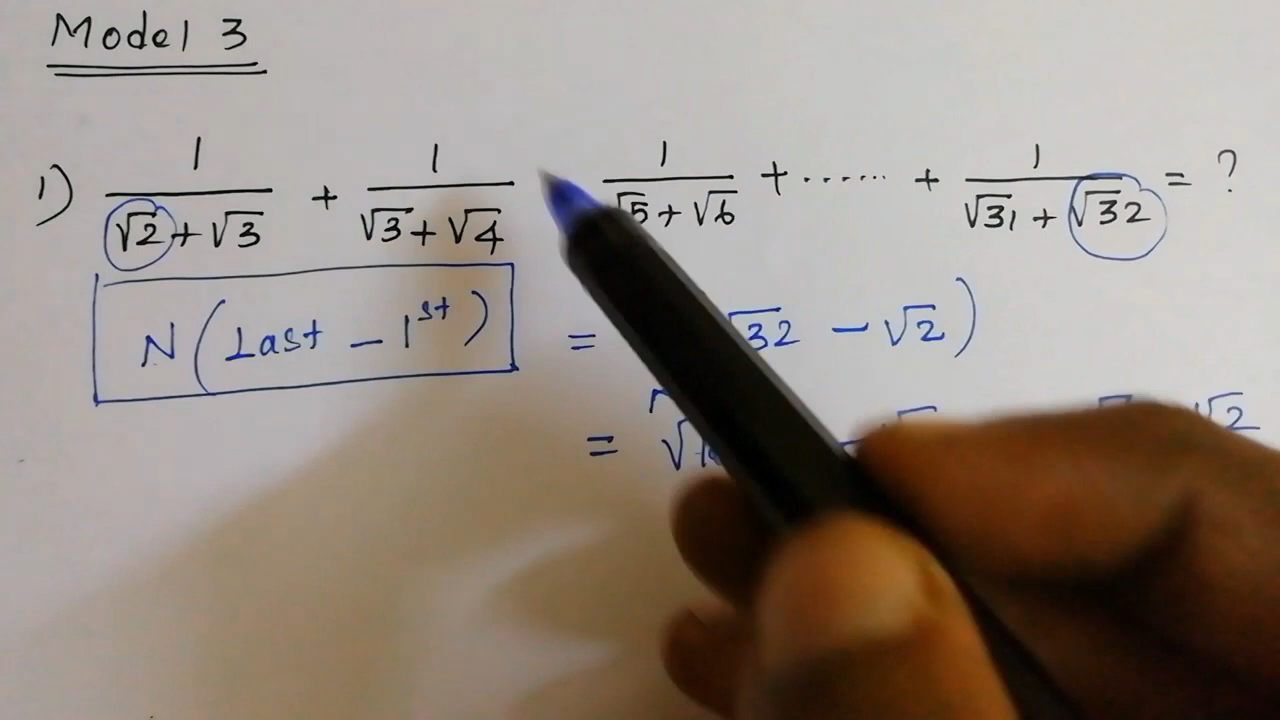 Model 3
1) 1/(√2+√3) + 1/(√3+√4) 1/(√5+√6) +......+ 1/(√31+√32) = ?
N(Last - 1st) = √32 - √2)
= √ √2